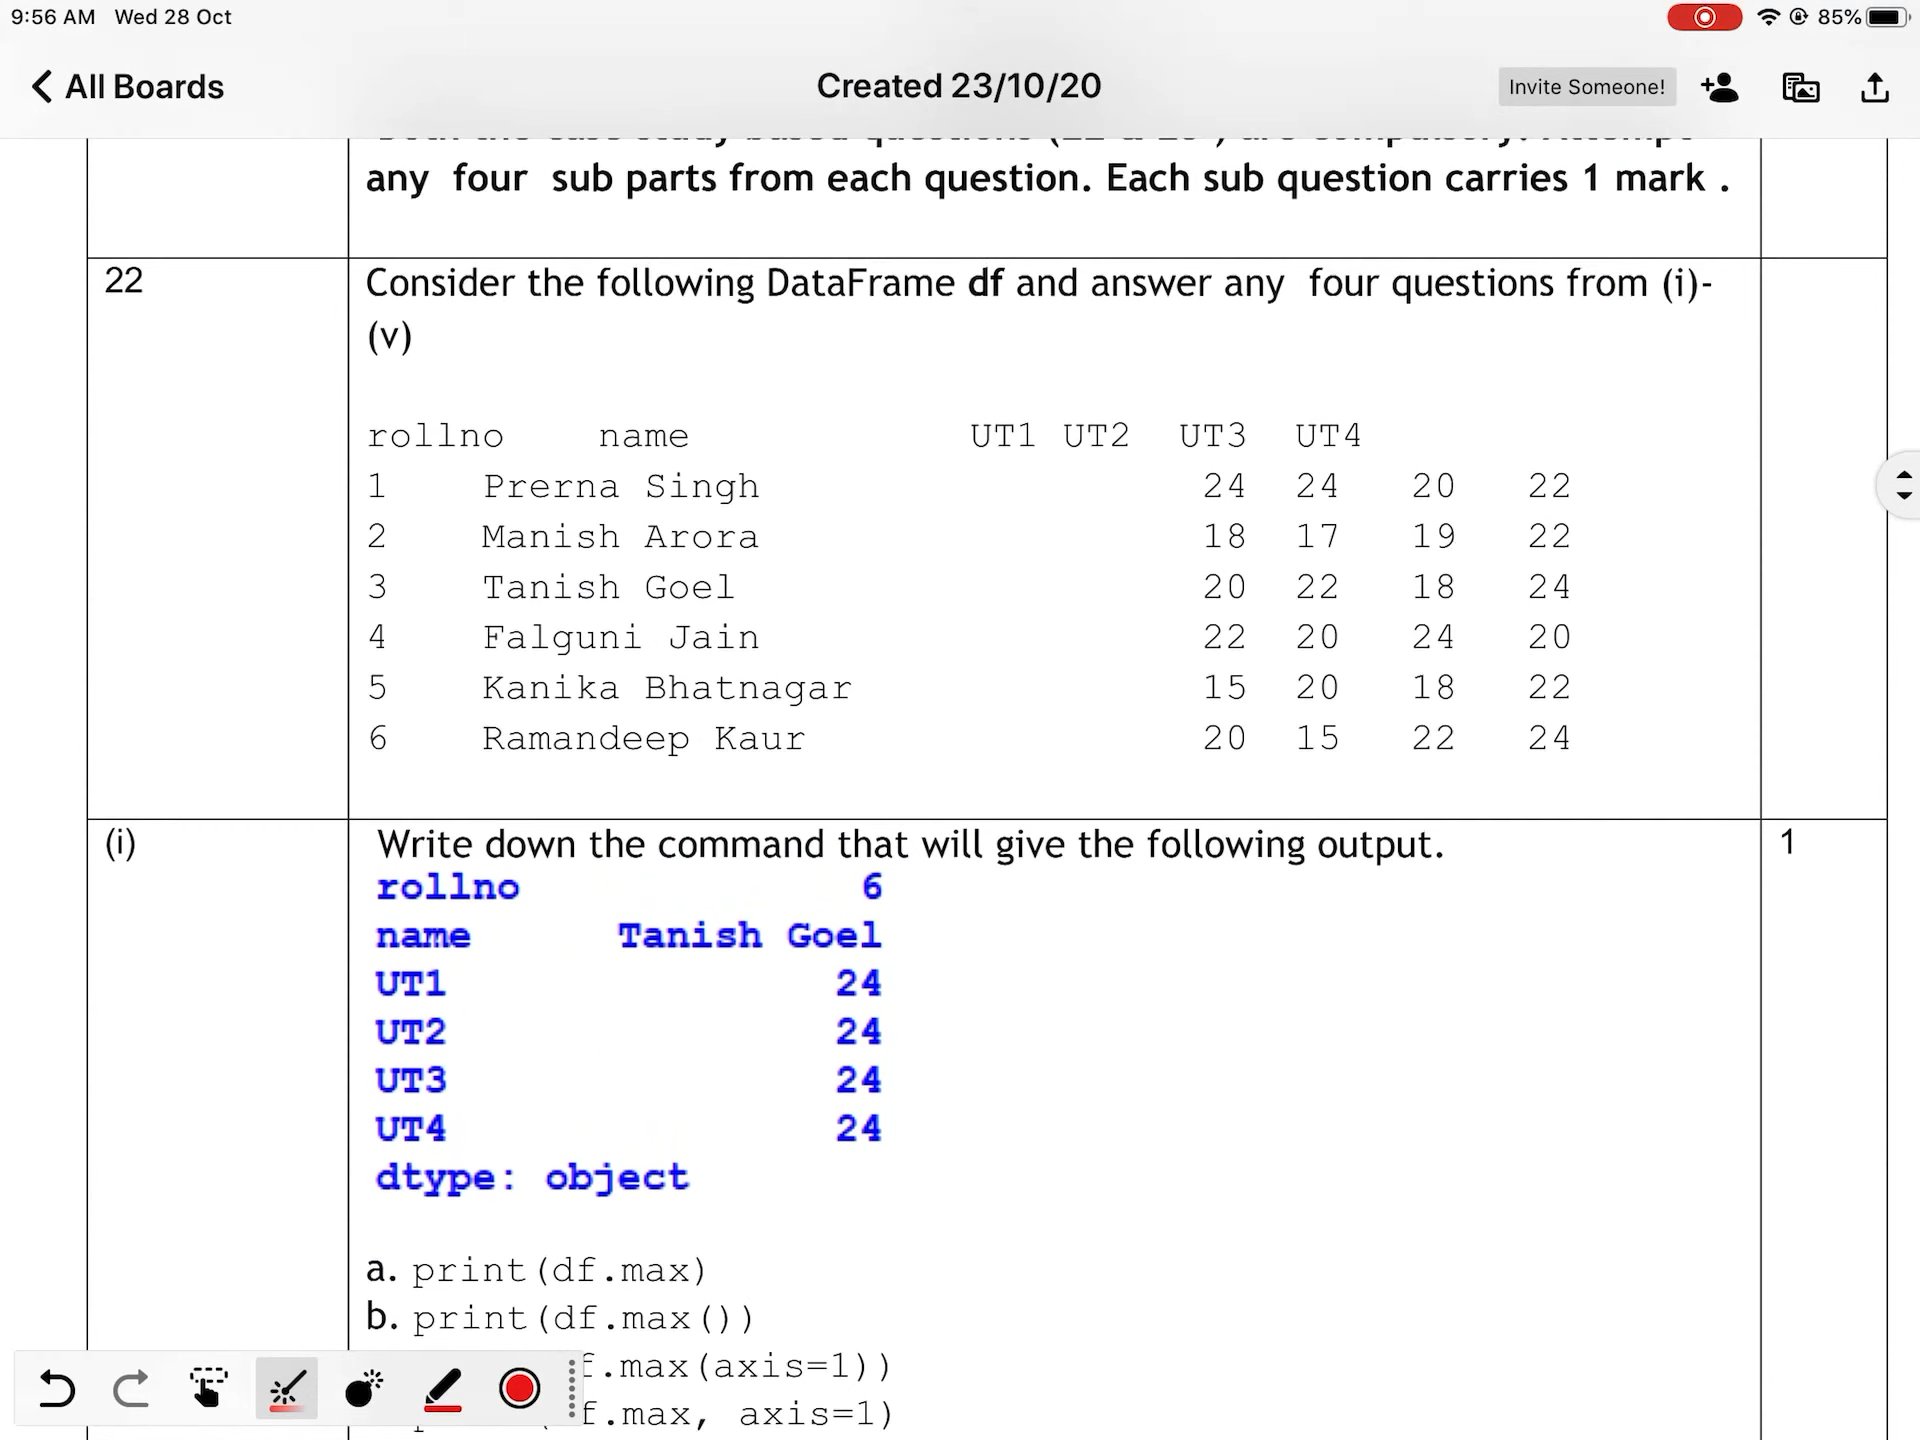 9:56 AM Wed 28 Oct
85%
All Boards
Created 23/10/20
Invite Someone!
any four sub parts from each question. Each sub question carries 1 mark .
22
Consider the following DataFrame df and answer any four questions from (i)-
(v)
rollno name UT1 UT2 UT3 UT4
1 Prerna Singh 24 24 20 22
2 Manish Arora 18 17 19 22
3 Tanish Goel 20 22 18 24
4 Falguni Jain 22 20 24 20
5 Kanika Bhatnagar 15 20 18 22
6 Ramandeep Kaur 20 15 22 24
(i) Write down the command that will give the following output. 1
rollno 6
name Tanish Goel
UT1 24
UT2 24
UT3 24
UT4 24
dtype: object
a. print(df.max)
b. print(df.max())
f.max(axis=1))
f.max, axis=1)